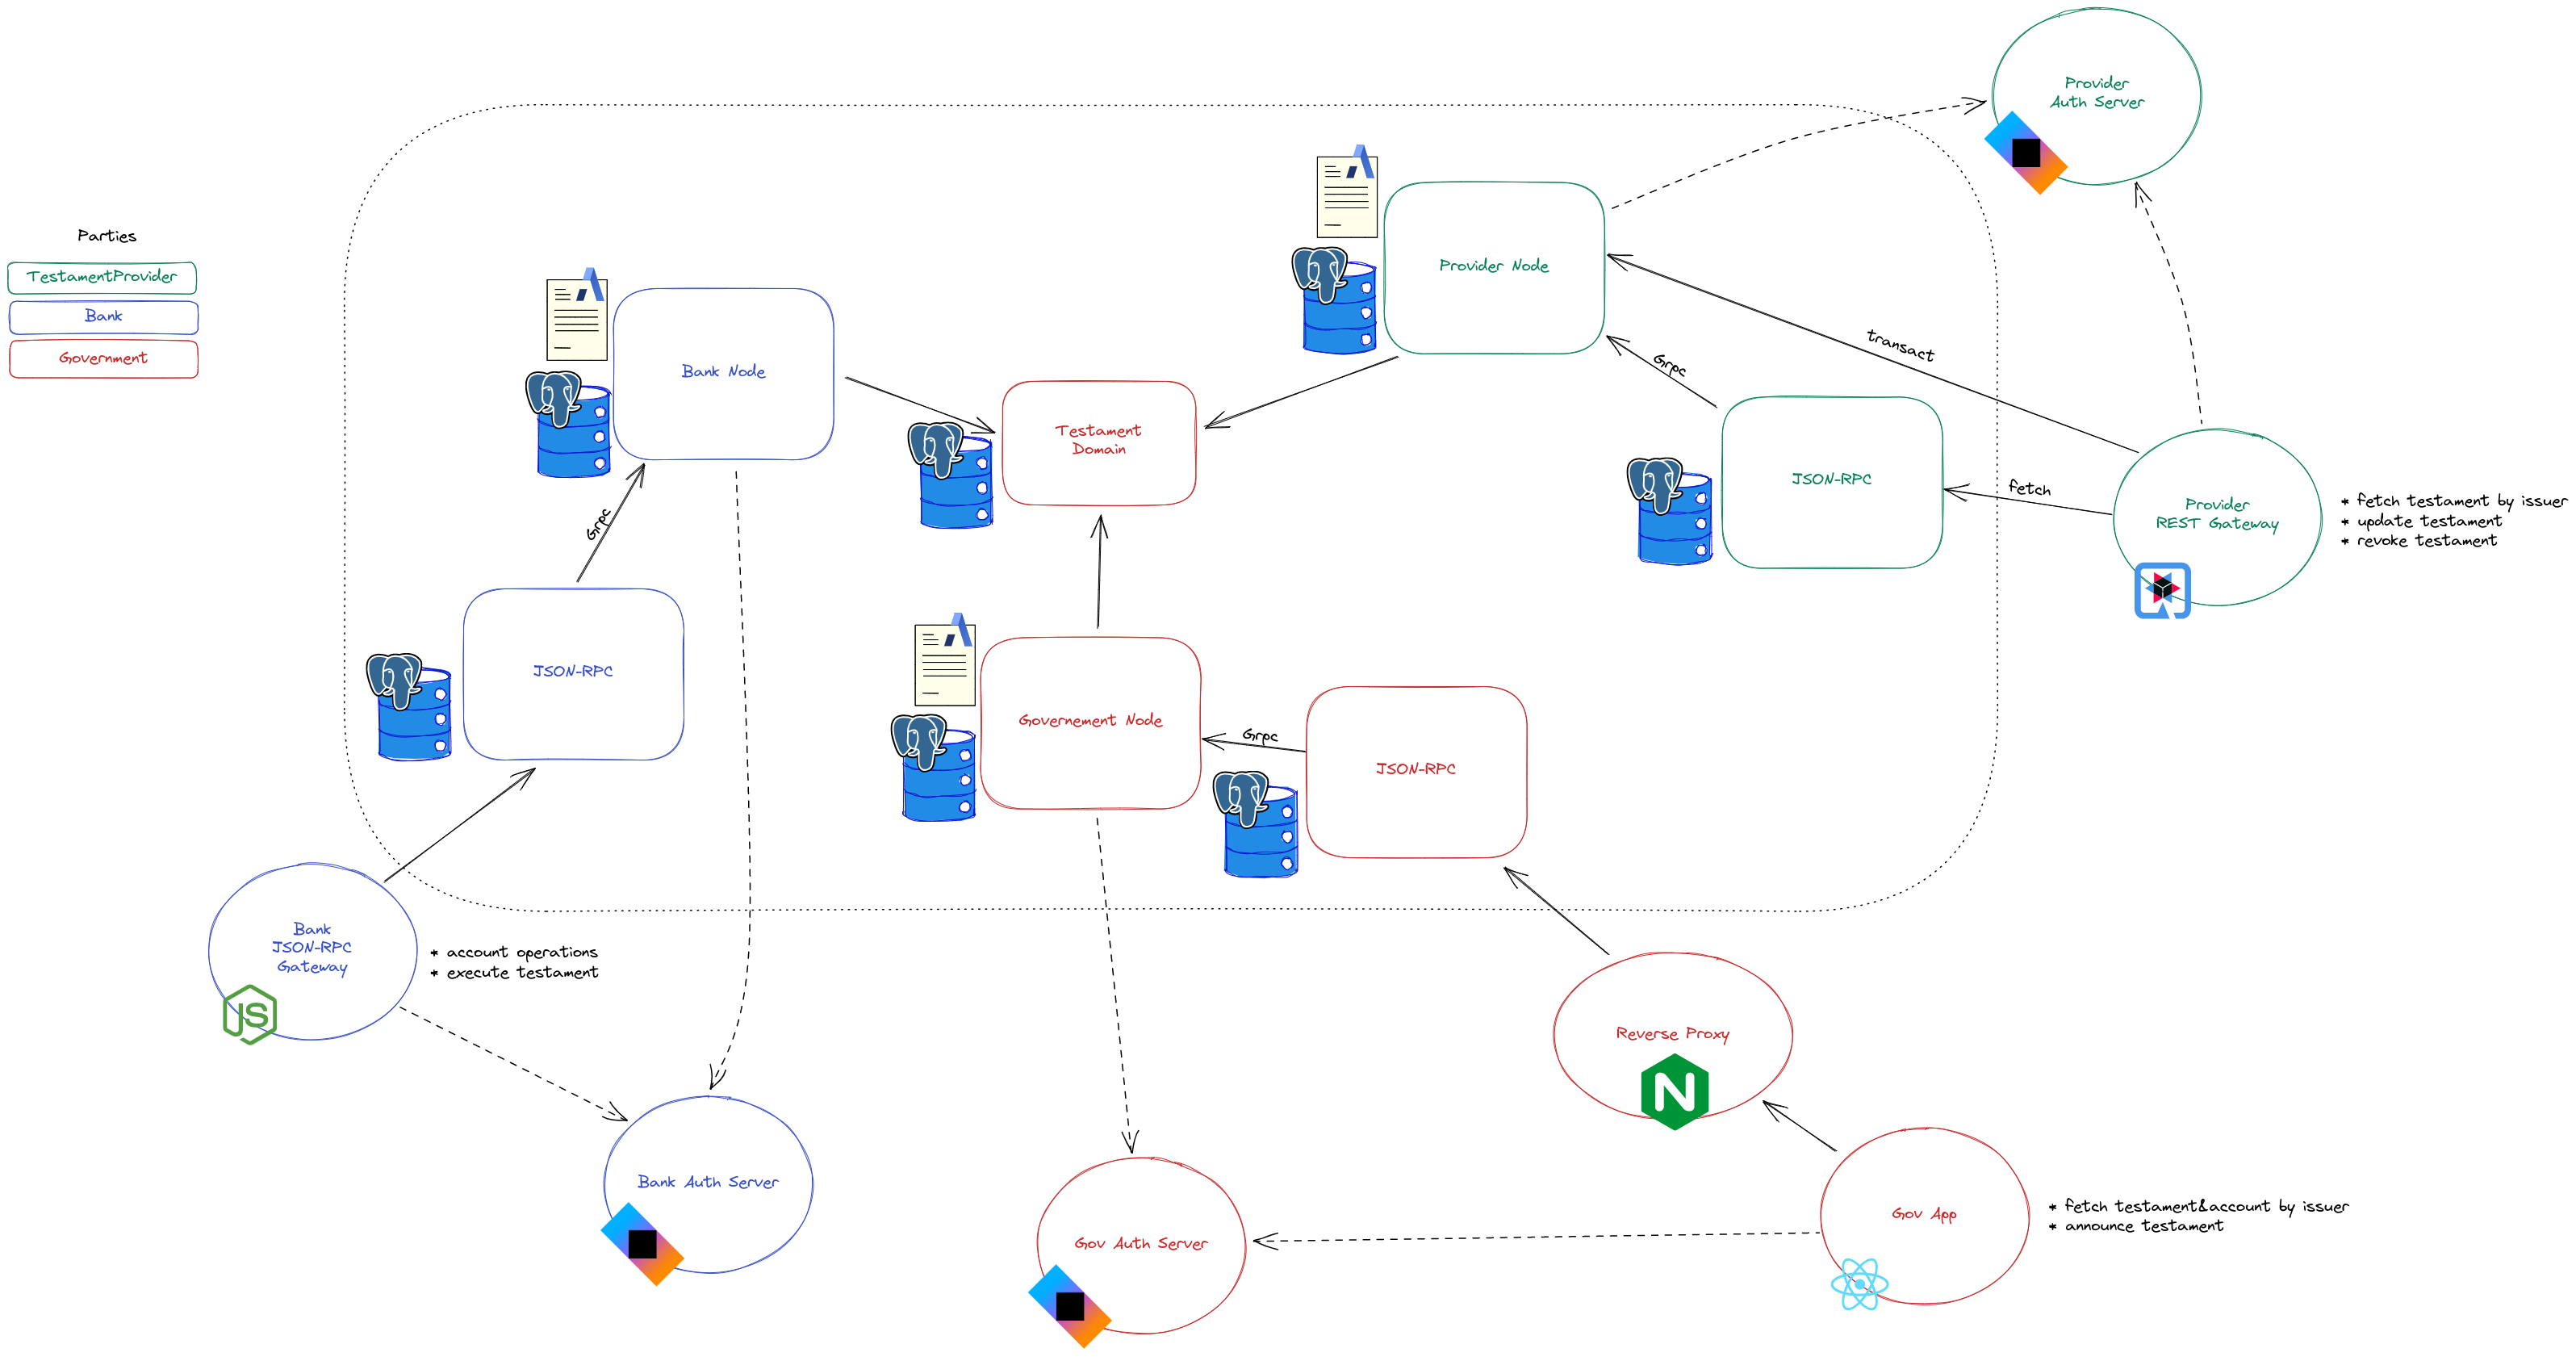 Parties
TestamentProvider
Bank
Government
Provider
Auth Server
Provider Node
Bank Node
transact
Grpc
Testament
Domain
JSON-RPC
fetch
Provider
REST Gateway
* fetch testament by issuer
* update testament
* revoke testament
Grpc
JSON-RPC
Governement Node
Grpc
JSON-RPC
Bank
JSON-RPC
Gateway
* account operations
* execute testament
JS
Reverse Proxy
N
Bank Auth Server
Gov Auth Server
Gov App
* fetch testament&account by issuer
* announce testament